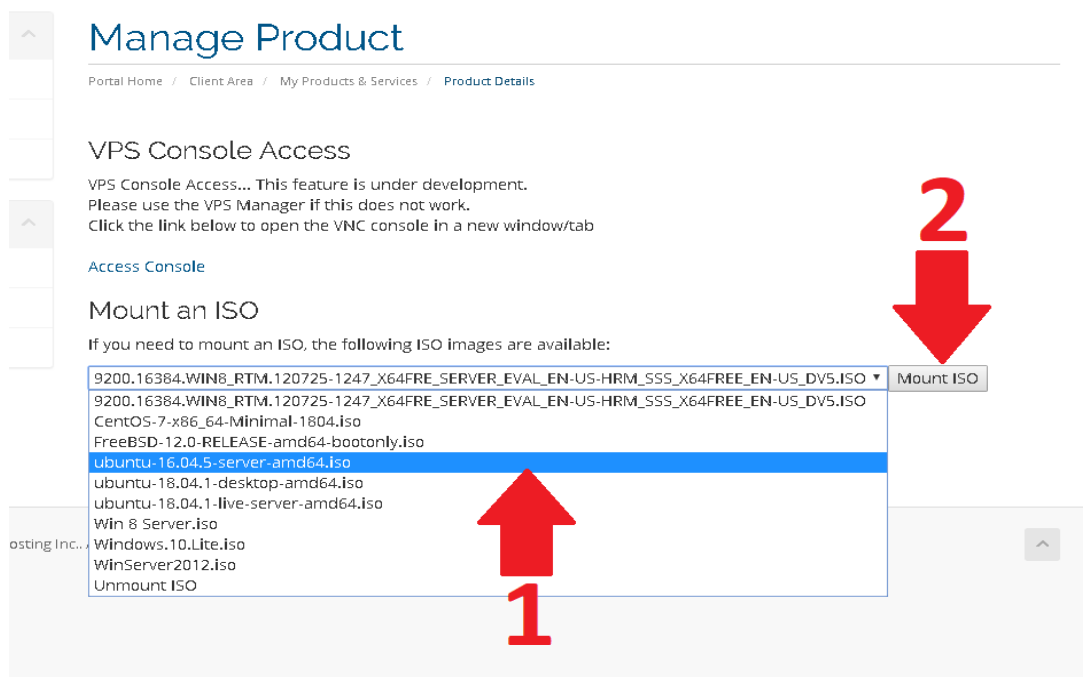 Manage Product
Portal Home / Client Area / My Products & Services / Product Details
VPS Console Access
VPS Console Access... This feature is under development.
Please use the VPS Manager if this does not work.
Click the link below to open the VNC console in a new window/tab
Access Console
Mount an ISO
If you need to mount an ISO, the following ISO images are available:
9200.16384.WIN8_RTM.120725-1247_X64FRE_SERVER_EVAL_EN-US-HRM_SSS_X64FREE_EN-US_DV5.ISO Mount ISO
9200.16384.WIN8_RTM.120725-1247_X64FRE_SERVER_EVAL_EN-US-HRM_SSS_X64FREE_EN-US_DV5.ISO
CentOS-7-x86_64-Minimal-1804.iso
FreeBSD-12.0-RELEASE-amd64-bootonly.iso
ubuntu-16.04.5-server-amd64.iso
ubuntu-18.04.1-desktop-amd64.iso
ubuntu-18.04.1-live-server-amd64.iso
Win 8 Server.iso
osting Inc..
Windows.10.Lite.iso
WinServer2012.iso
Unmount ISO
2
1